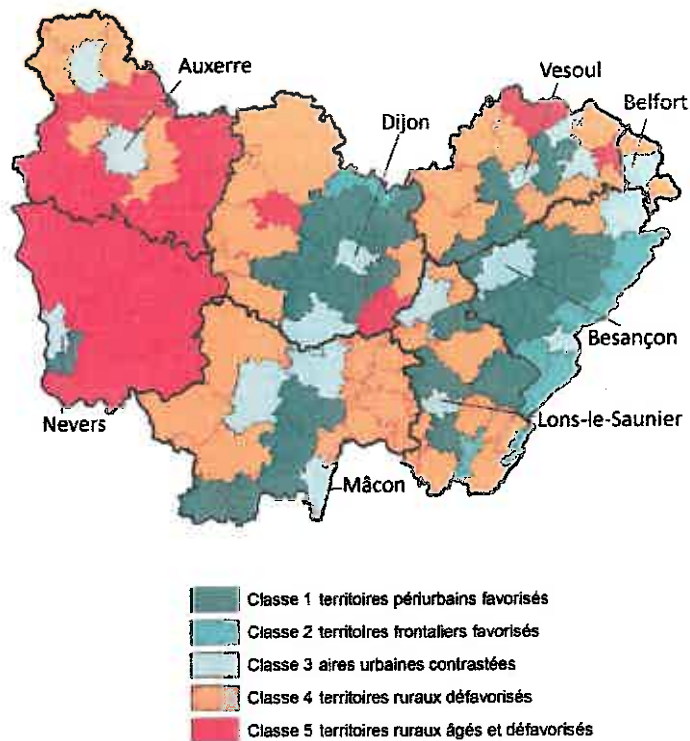 Auxerre
Vesoul
Belfort
Dijon
Besançon
Nevers
Lons-le-Saunier
Mâcon
Classe 1 territoires périurbains favorisés
Classe 2 territoires frontaliers favorisés
Classe 3 aires urbaines contrastées
Classe 4 territoires ruraux défavorisés
Classe 5 territoires ruraux âgés et défavorisés